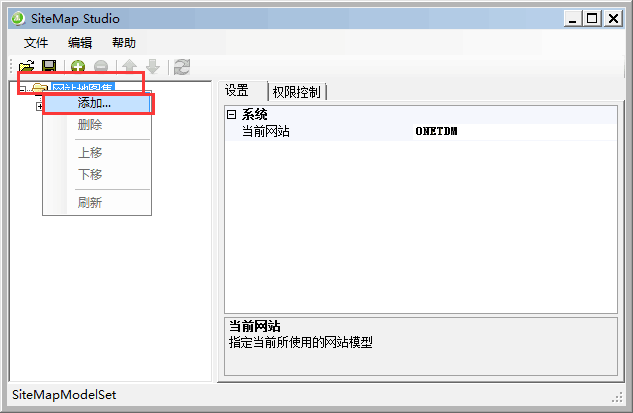 SiteMap Studio
文件 编辑 帮助
网站地图集
添加...
删除
上移
下移
刷新
设置 权限控制
系统
当前网站 ONETDM
当前网站
指定当前所使用的网站模型
SiteMapModelSet